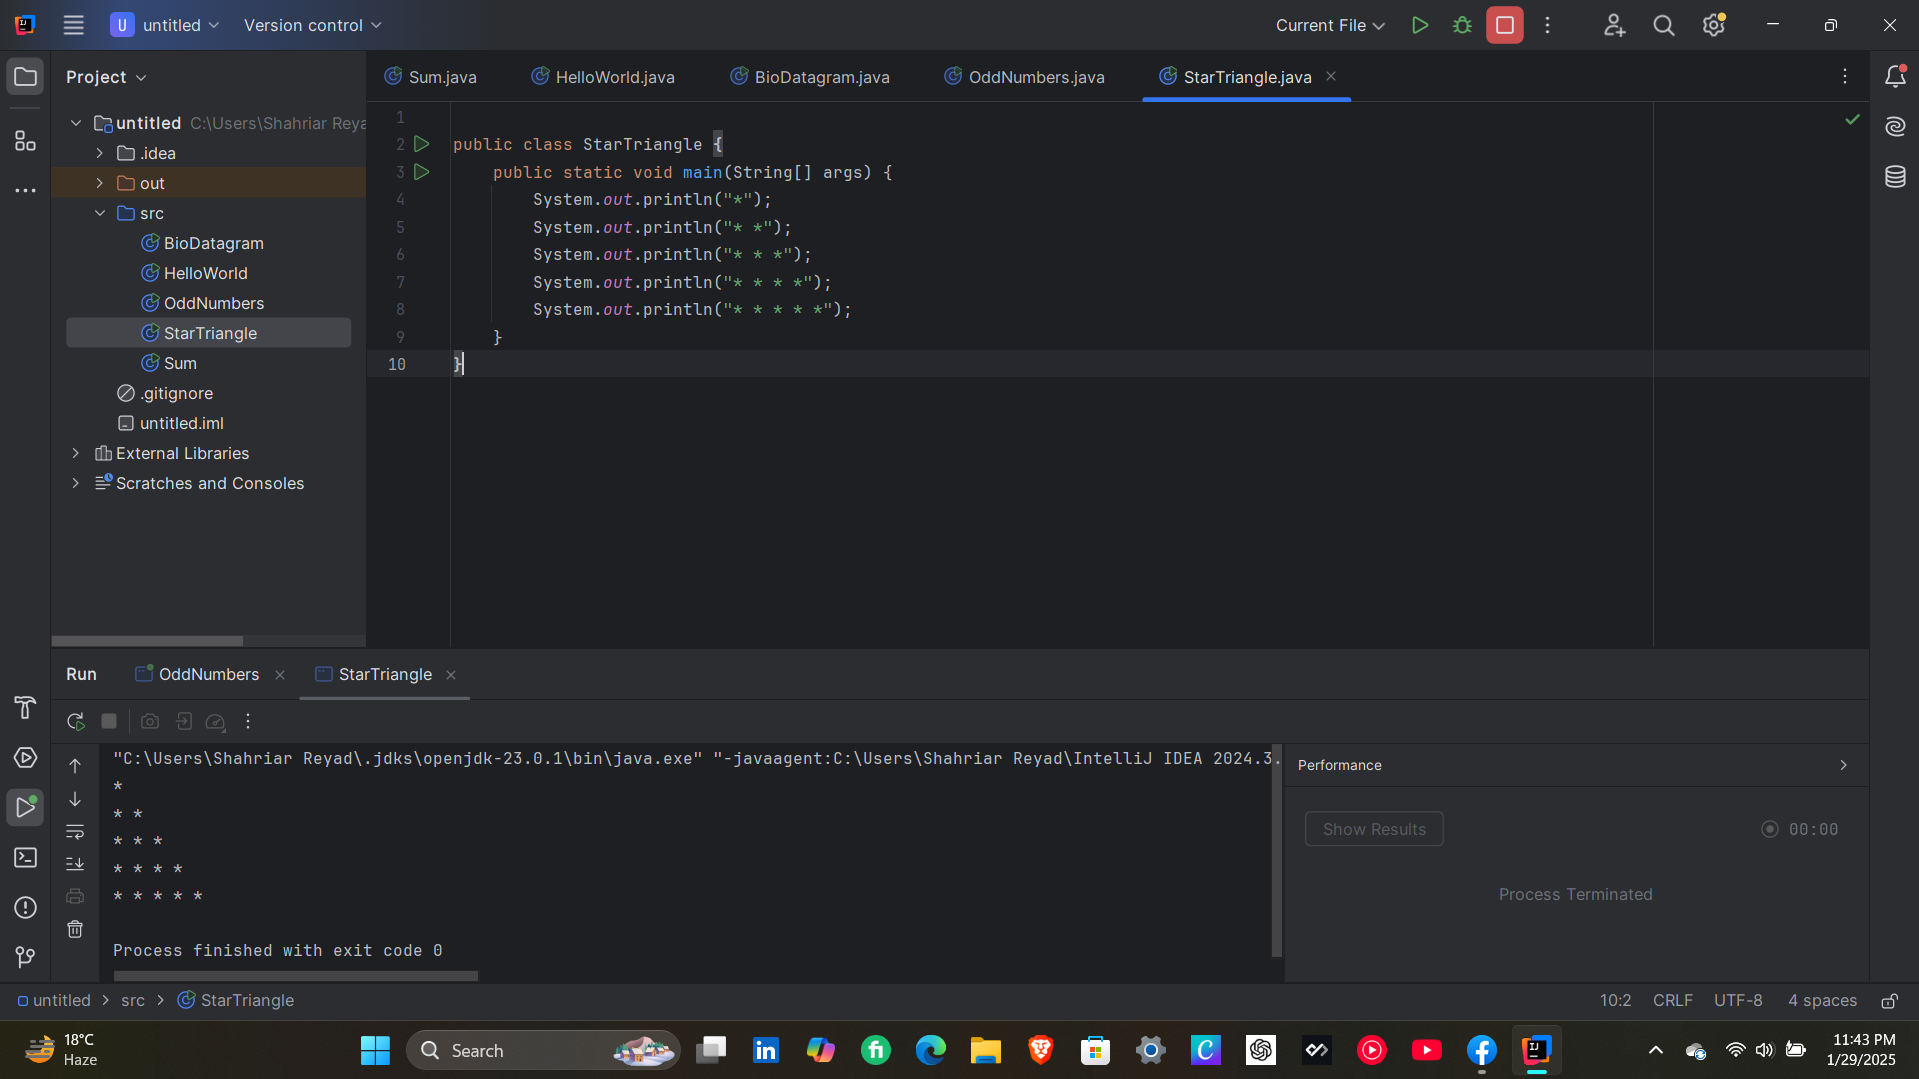 U untitled Version control Current File
Project
Sum.java HelloWorld.java BioDatagram.java OddNumbers.java StarTriangle.java
untitled C:\Users\Shahriar Reya
.idea
out
src
BioDatagram
HelloWorld
OddNumbers
StarTriangle
Sum
.gitignore
untitled.iml
External Libraries
Scratches and Consoles
1
2 public class StarTriangle {
3 public static void main(String[] args) {
4 System.out.println("*");
5 System.out.println("* *");
6 System.out.println("* * *");
7 System.out.println("* * * *");
8 System.out.println("* * * * *");
9 }
10 }
Run OddNumbers StarTriangle
"C:\Users\Shahriar Reyad\.jdks\openjdk-23.0.1\bin\java.exe" "-javaagent:C:\Users\Shahriar Reyad\IntelliJ IDEA 2024.3.
*
* *
* * *
* * * *
* * * * *
Process finished with exit code 0
Performance
Show Results 00:00
Process Terminated
untitled > src > StarTriangle 10:2 CRLF UTF-8 4 spaces
18°C
Haze
Search
11:43 PM
1/29/2025